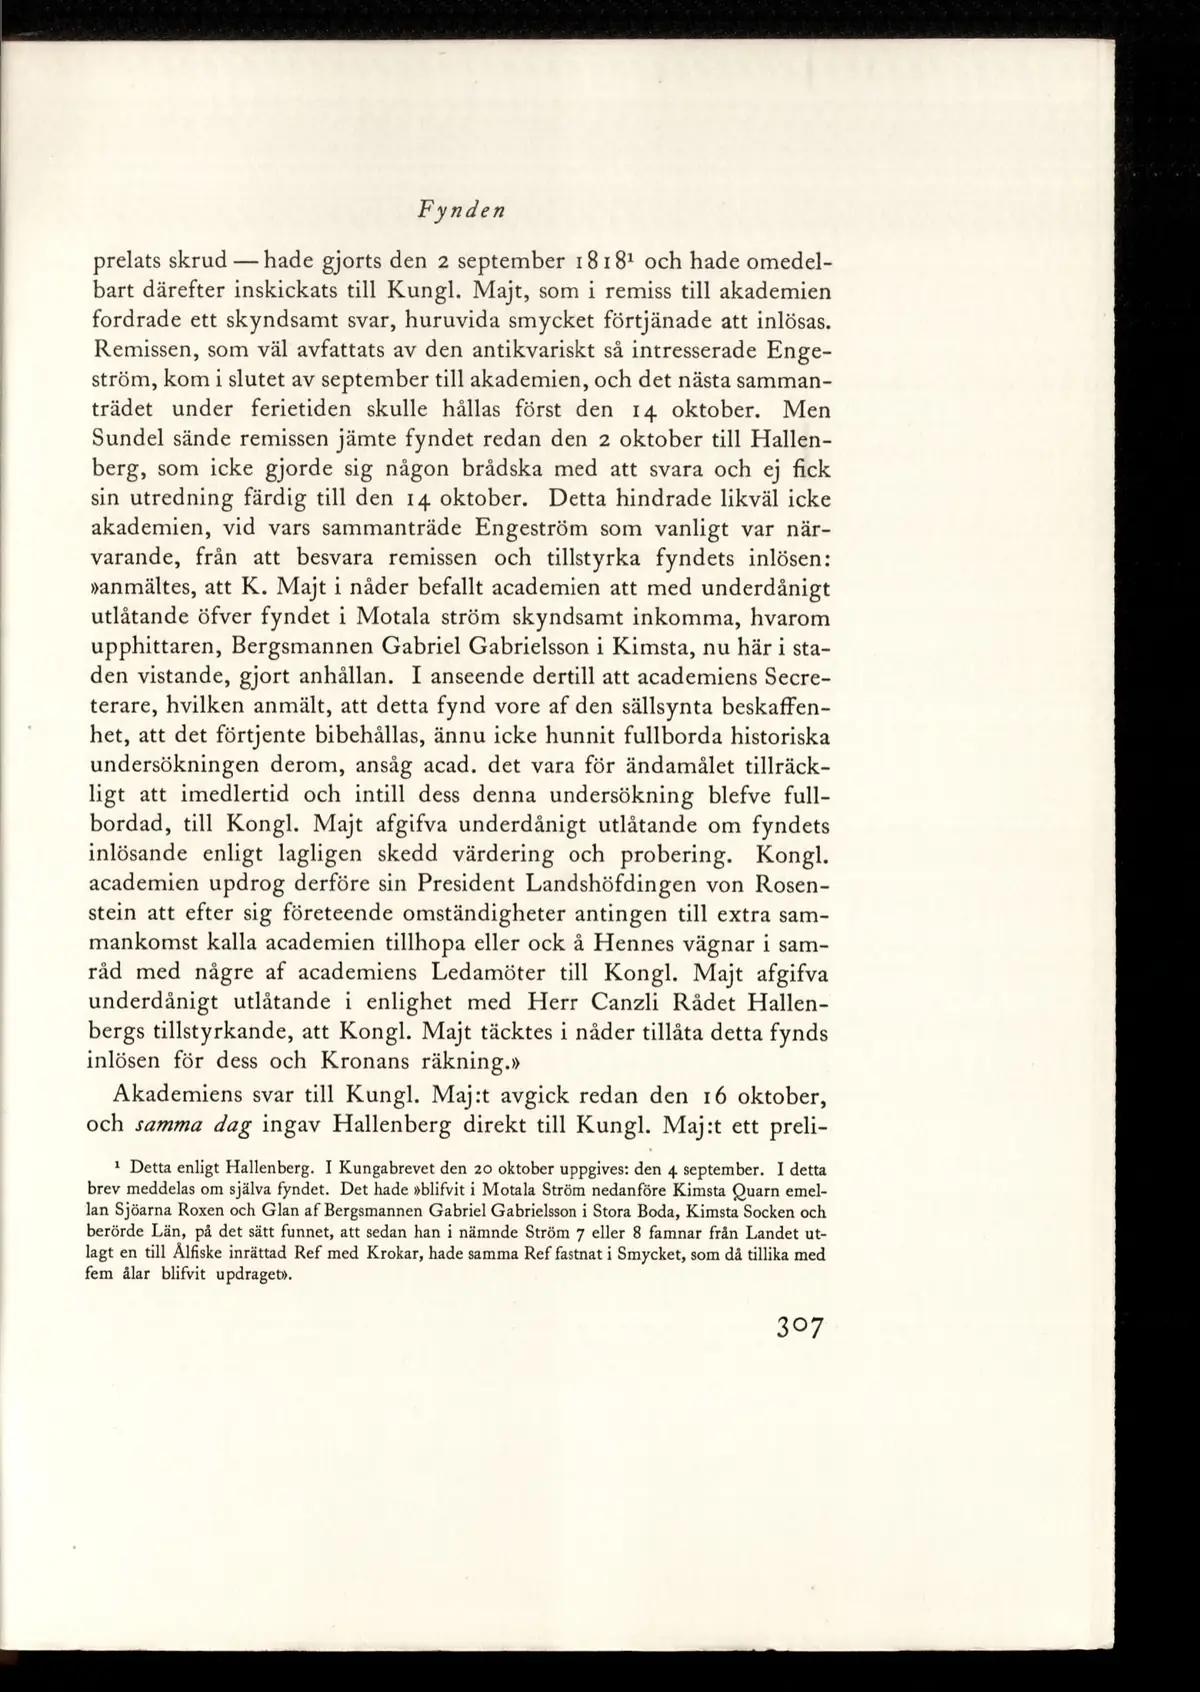 Fynden
prelats skrud — hade gjorts den 2 september 1818¹ och hade omedel-
bart därefter inskickats till Kungl. Majt, som i remiss till akademien
fordrade ett skyndsamt svar, huruvida smycket förtjänade att inlösas.
Remissen, som väl avfattats av den antikvariskt så intresserade Enge-
ström, kom i slutet av september till akademien, och det nästa samman-
trädet under ferietiden skulle hållas först den 14 oktober. Men
Sundel sände remissen jämte fyndet redan den 2 oktober till Hallen-
berg, som icke gjorde sig någon brådska med att svara och ej fick
sin utredning färdig till den 14 oktober. Detta hindrade likväl icke
akademien, vid vars sammanträde Engeström som vanligt var när-
varande, från att besvara remissen och tillstyrka fyndets inlösen:
»anmältes, att K. Majt i nåder befallt academien att med underdånigt
utlåtande öfver fyndet i Motala ström skyndsamt inkomma, hvarom
upphittaren, Bergsmannen Gabriel Gabrielsson i Kimsta, nu här i sta-
den vistande, gjort anhållan. I anseende dertill att academiens Secre-
terare, hvilken anmält, att detta fynd vore af den sällsynta beskaffen-
het, att det förtjente bibehållas, ännu icke hunnit fullborda historiska
undersökningen derom, ansåg acad. det vara för ändamålet tillräck-
ligt att imedlertid och intill dess denna undersökning blefve full-
bordad, till Kongl. Majt afgifva underdånigt utlåtande om fyndets
inlösande enligt lagligen skedd värdering och probering. Kongl.
academien updrog derföre sin President Landshöfdingen von Rosen-
stein att efter sig företeende omständigheter antingen till extra sam-
mankomst kalla academien tillhopa eller ock å Hennes vägnar i sam-
råd med någre af academiens Ledamöter till Kongl. Majt afgifva
underdånigt utlåtande i enlighet med Herr Canzli Rådet Hallen-
bergs tillstyrkande, att Kongl. Majt täcktes i nåder tillåta detta fynds
inlösen för dess och Kronans räkning.»
Akademiens svar till Kungl. Maj:t avgick redan den 16 oktober,
och samma dag ingav Hallenberg direkt till Kungl. Maj:t ett preli-
¹ Detta enligt Hallenberg. I Kungabrevet den 20 oktober uppgives: den 4 september. I detta
brev meddelas om själva fyndet. Det hade »blifvit i Motala Ström nedanföre Kimsta Quarn emel-
lan Sjöarna Roxen och Glan af Bergsmannen Gabriel Gabrielsson i Stora Boda, Kimsta Socken och
berörde Län, på det sätt funnet, att sedan han i nämnde Ström 7 eller 8 famnar från Landet ut-
lagt en till Ålfiske inrättad Ref med Krokar, hade samma Ref fastnat i Smycket, som då tillika med
fem ålar blifvit updraget».
307